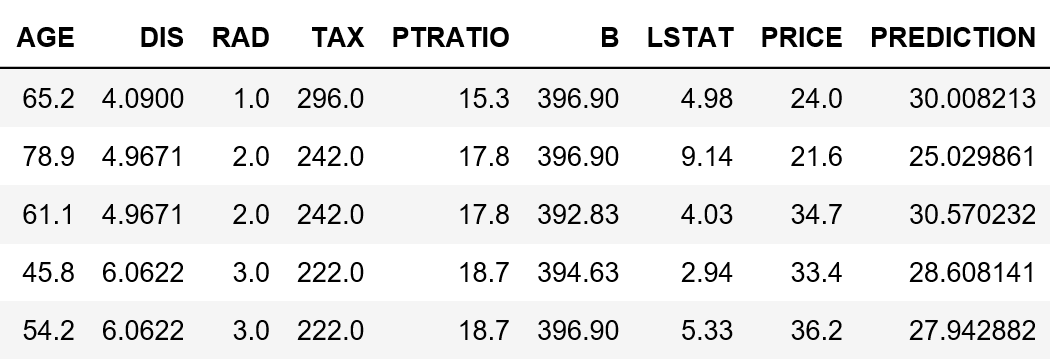 AGE DIS RAD TAX PTRATIO B LSTAT PRICE PREDICTION
65.2 4.0900 1.0 296.0 15.3 396.90 4.98 24.0 30.008213
78.9 4.9671 2.0 242.0 17.8 396.90 9.14 21.6 25.029861
61.1 4.9671 2.0 242.0 17.8 392.83 4.03 34.7 30.570232
45.8 6.0622 3.0 222.0 18.7 394.63 2.94 33.4 28.608141
54.2 6.0622 3.0 222.0 18.7 396.90 5.33 36.2 27.942882